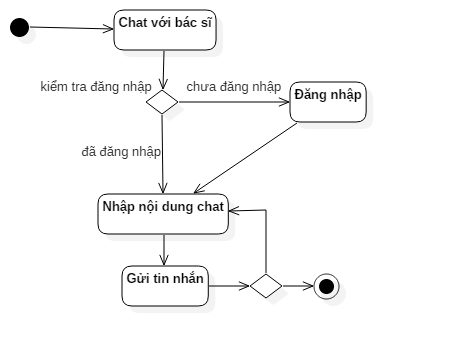 Chat với bác sĩ
kiểm tra đăng nhập
chưa đăng nhập
Đăng nhập
đã đăng nhập
Nhập nội dung chat
Gửi tin nhắn